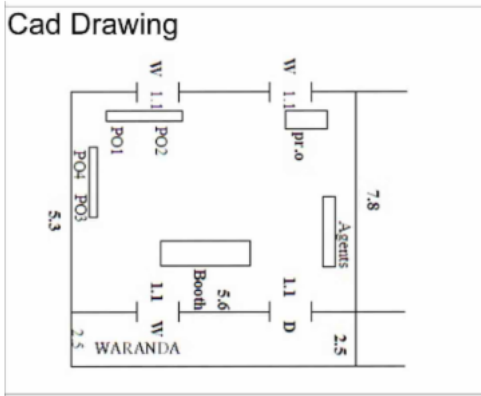 Cad Drawing
W
W
1.1
1.1
PO1
PO2
pr.o
PO4
PO3
5.3
7.8
Agents
Booth
5.6
1.1
1.1
W
D
2.5
2.5
WARANDA